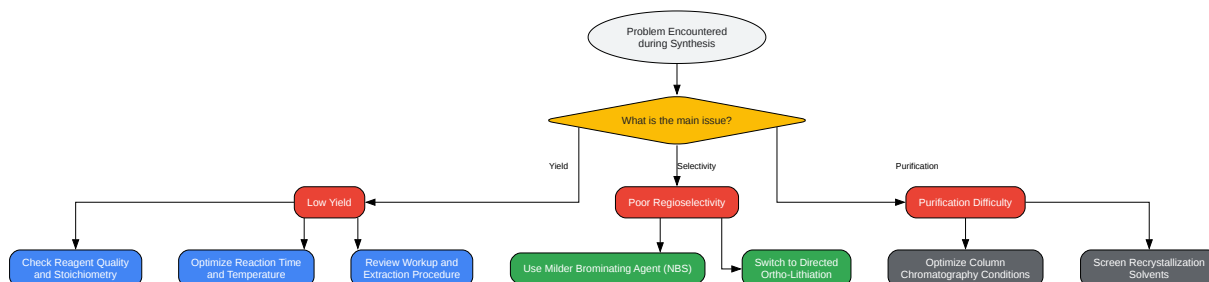 Problem Encountered
during Synthesis
What is the main issue?
Yield
Selectivity
Purification
Low Yield
Poor Regioselectivity
Purification Difficulty
Check Reagent Quality
and Stoichiometry
Optimize Reaction Time
and Temperature
Review Workup and
Extraction Procedure
Use Milder Brominating Agent (NBS)
Switch to Directed
Ortho-Lithiation
Optimize Column
Chromatography Conditions
Screen Recrystallization
Solvents